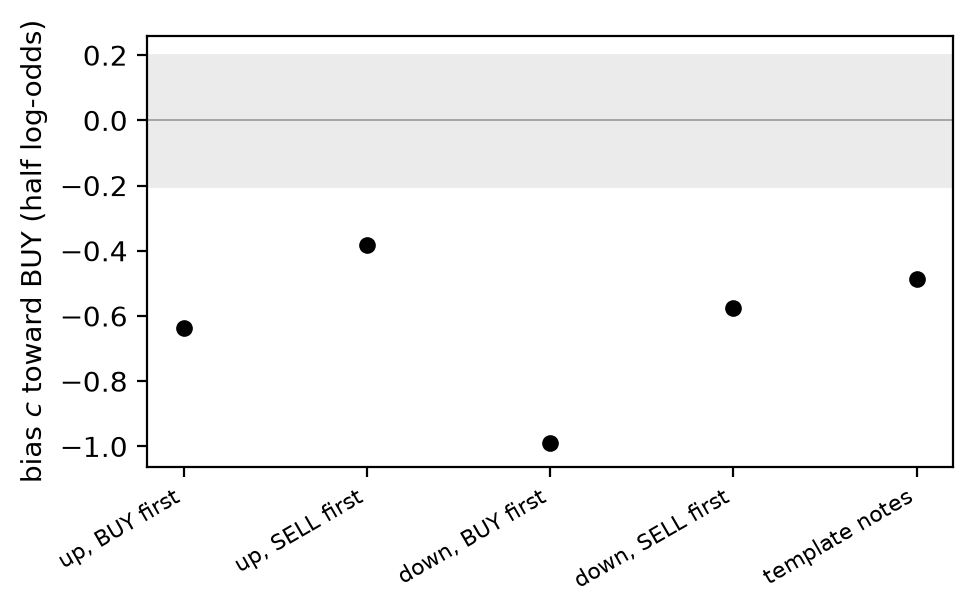 bias c toward BUY (half log-odds)
0.2
0.0
−0.2
−0.4
−0.6
−0.8
−1.0
up, BUY first
up, SELL first
down, BUY first
down, SELL first
template notes